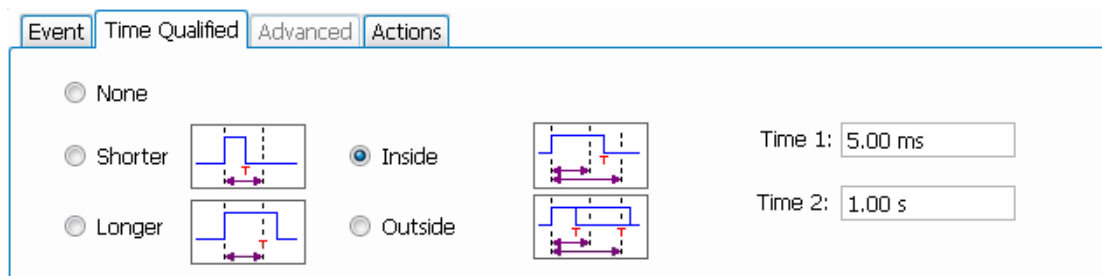 Event Time Qualified Advanced Actions
None
Shorter T Inside T Time 1: 5.00 ms
Longer T Outside T T Time 2: 1.00 s